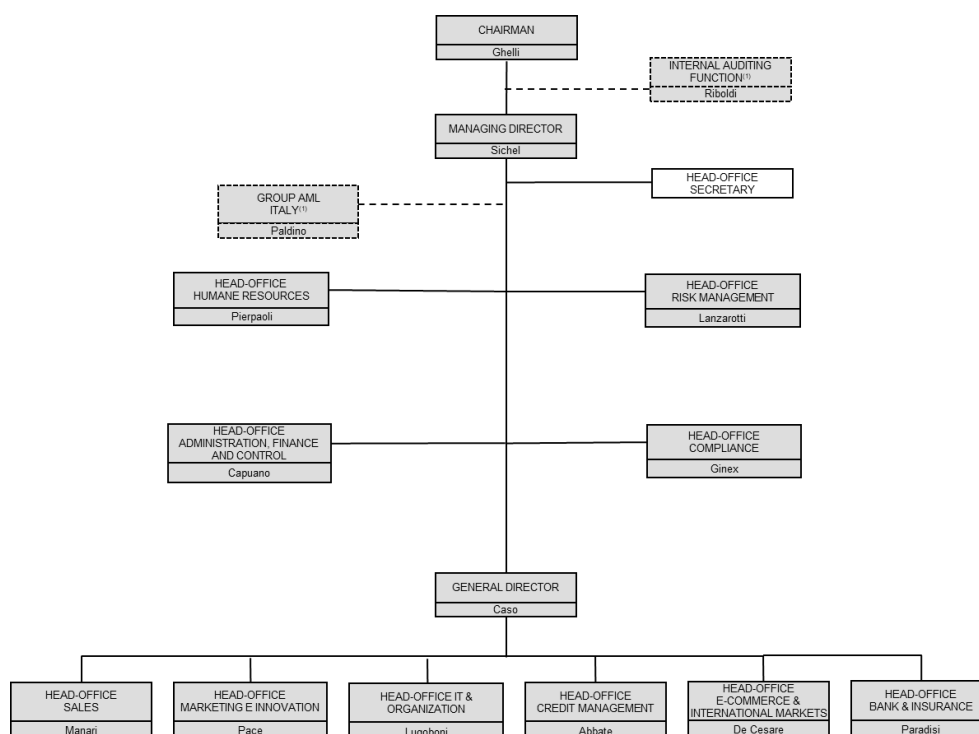 CHAIRMAN
Ghelli
INTERNAL AUDITING
FUNCTION(1)
Riboldi
MANAGING DIRECTOR
Sichel
HEAD-OFFICE
SECRETARY
GROUP AML
ITALY(1)
Paldino
HEAD-OFFICE
HUMANE RESOURCES
Pierpaoli
HEAD-OFFICE
RISK MANAGEMENT
Lanzarotti
HEAD-OFFICE
ADMINISTRATION, FINANCE
AND CONTROL
Capuano
HEAD-OFFICE
COMPLIANCE
Ginex
GENERAL DIRECTOR
Caso
HEAD-OFFICE
SALES
Manari
HEAD-OFFICE
MARKETING E INNOVATION
Pace
HEAD-OFFICE IT &
ORGANIZATION
Lugoboni
HEAD-OFFICE
CREDIT MANAGEMENT
Abbate
HEAD-OFFICE
E-COMMERCE &
INTERNATIONAL MARKETS
De Cesare
HEAD-OFFICE
BANK & INSURANCE
Paradisi